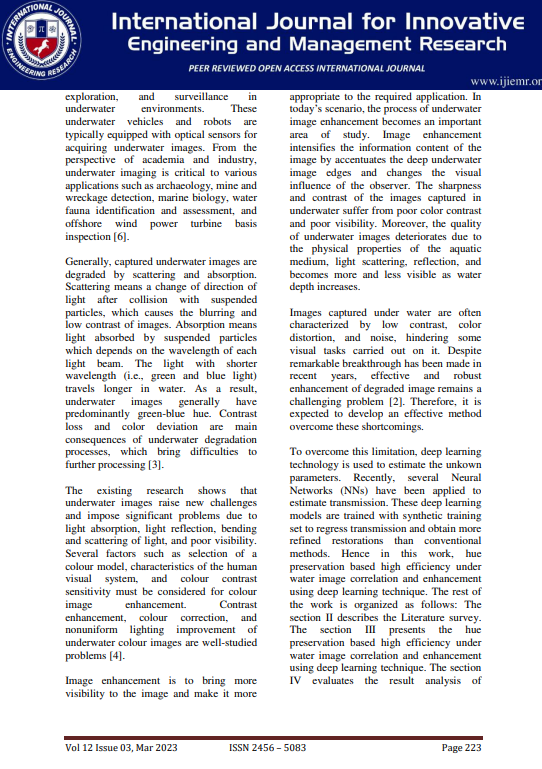 International Journal for Innovative
Engineering and Management Research
PEER REVIEWED OPEN ACCESS INTERNATIONAL JOURNAL
www.ijiemr.or
INTERNATIONAL JOURNAL
ENGINEERING RESEARCH
exploration, and surveillance in
underwater environments. These
underwater vehicles and robots are
typically equipped with optical sensors for
acquiring underwater images. From the
perspective of academia and industry,
underwater imaging is critical to various
applications such as archaeology, mine and
wreckage detection, marine biology, water
fauna identification and assessment, and
offshore wind power turbine basis
inspection [6].
Generally, captured underwater images are
degraded by scattering and absorption.
Scattering means a change of direction of
light after collision with suspended
particles, which causes the blurring and
low contrast of images. Absorption means
light absorbed by suspended particles
which depends on the wavelength of each
light beam. The light with shorter
wavelength (i.e., green and blue light)
travels longer in water. As a result,
underwater images generally have
predominantly green-blue hue. Contrast
loss and color deviation are main
consequences of underwater degradation
processes, which bring difficulties to
further processing [3].
The existing research shows that
underwater images raise new challenges
and impose significant problems due to
light absorption, light reflection, bending
and scattering of light, and poor visibility.
Several factors such as selection of a
colour model, characteristics of the human
visual system, and colour contrast
sensitivity must be considered for colour
image enhancement. Contrast
enhancement, colour correction, and
nonuniform lighting improvement of
underwater colour images are well-studied
problems [4].
Image enhancement is to bring more
visibility to the image and make it more
appropriate to the required application. In
today's scenario, the process of underwater
image enhancement becomes an important
area of study. Image enhancement
intensifies the information content of the
image by accentuates the deep underwater
image edges and changes the visual
influence of the observer. The sharpness
and contrast of the images captured in
underwater suffer from poor color contrast
and poor visibility. Moreover, the quality
of underwater images deteriorates due to
the physical properties of the aquatic
medium, light scattering, reflection, and
becomes more and less visible as water
depth increases.
Images captured under water are often
characterized by low contrast, color
distortion, and noise, hindering some
visual tasks carried out on it. Despite
remarkable breakthrough has been made in
recent years, effective and robust
enhancement of degraded image remains a
challenging problem [2]. Therefore, it is
expected to develop an effective method
overcome these shortcomings.
To overcome this limitation, deep learning
technology is used to estimate the unkown
parameters. Recently, several Neural
Networks (NNs) have been applied to
estimate transmission. These deep learning
models are trained with synthetic training
set to regress transmission and obtain more
refined restorations than conventional
methods. Hence in this work, hue
preservation based high efficiency under
water image correlation and enhancement
using deep learning technique. The rest of
the work is organized as follows: The
section II describes the Literature survey.
The section III presents the hue
preservation based high efficiency under
water image correlation and enhancement
using deep learning technique. The section
IV evaluates the result analysis of
Vol 12 Issue 03, Mar 2023
ISSN 2456 – 5083
Page 223